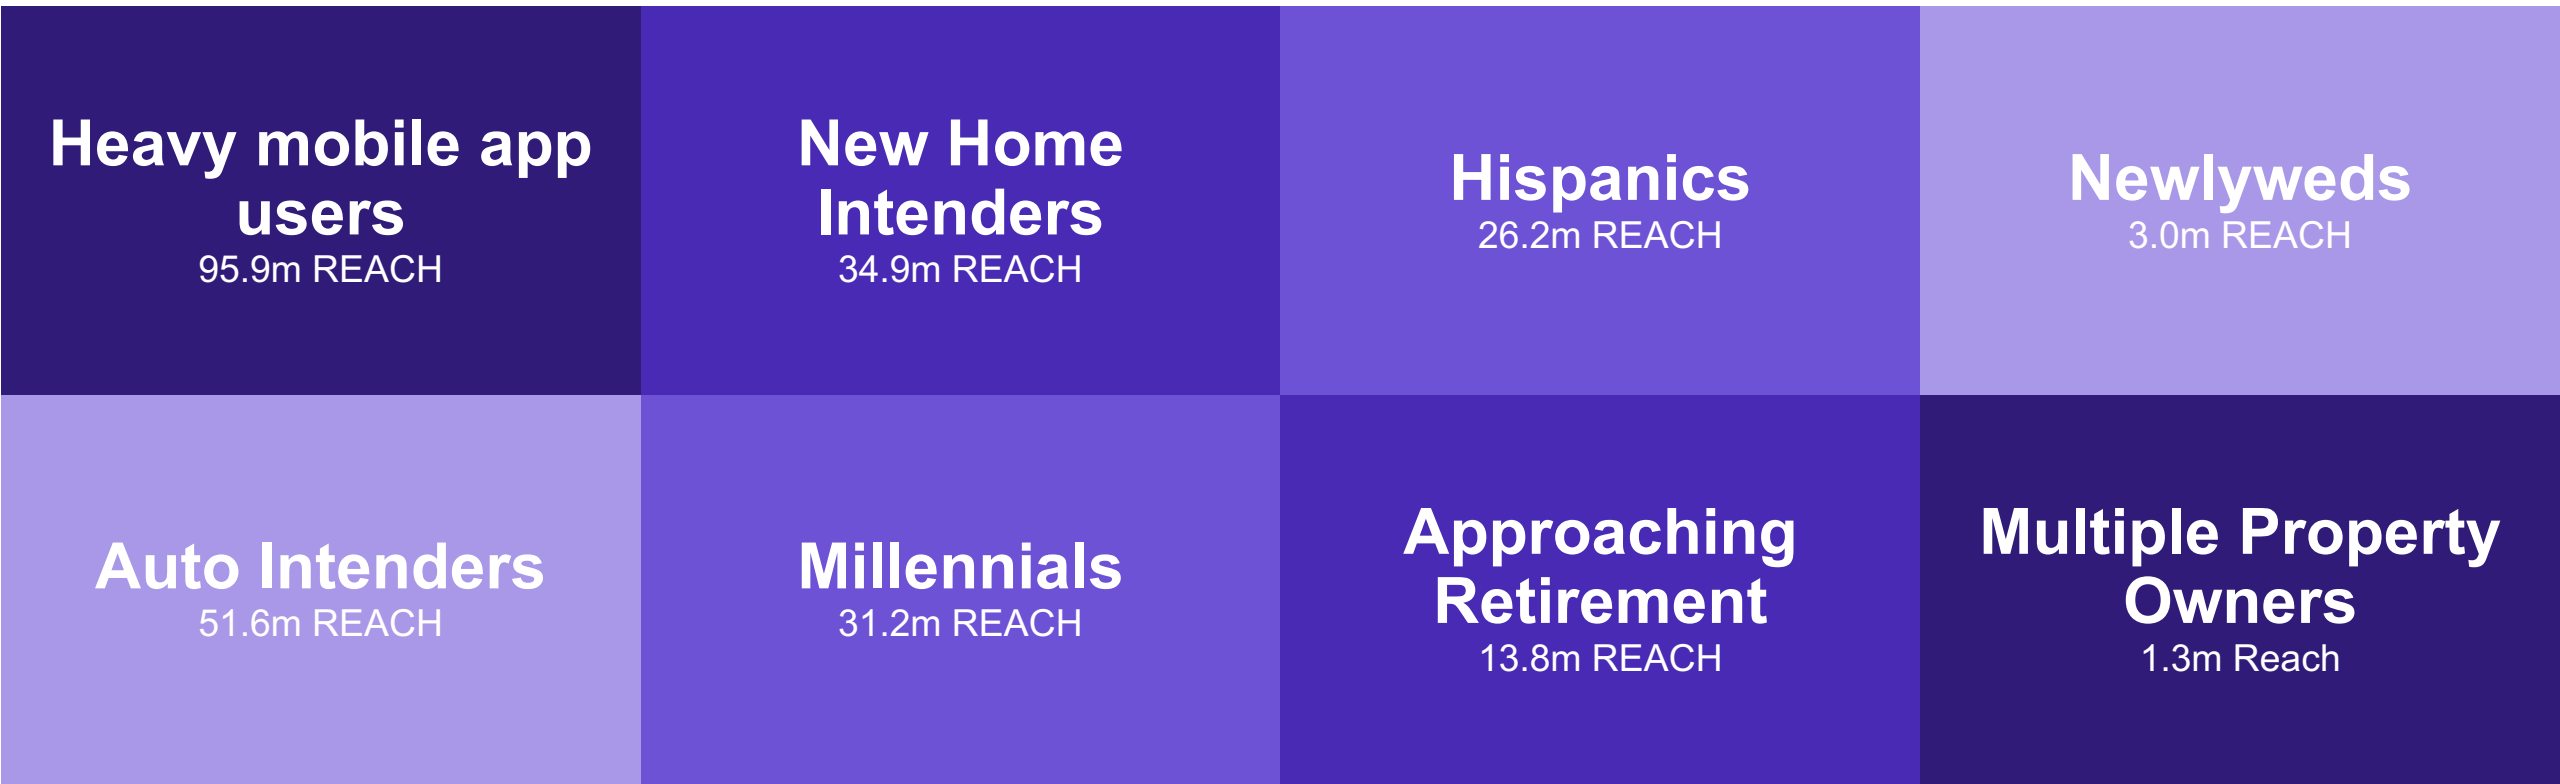 Heavy mobile app
users
95.9m REACH
New Home
Intenders
34.9m REACH
Hispanics
26.2m REACH
Newlyweds
3.0m REACH
Auto Intenders
51.6m REACH
Millennials
31.2m REACH
Approaching
Retirement
13.8m REACH
Multiple Property
Owners
1.3m Reach